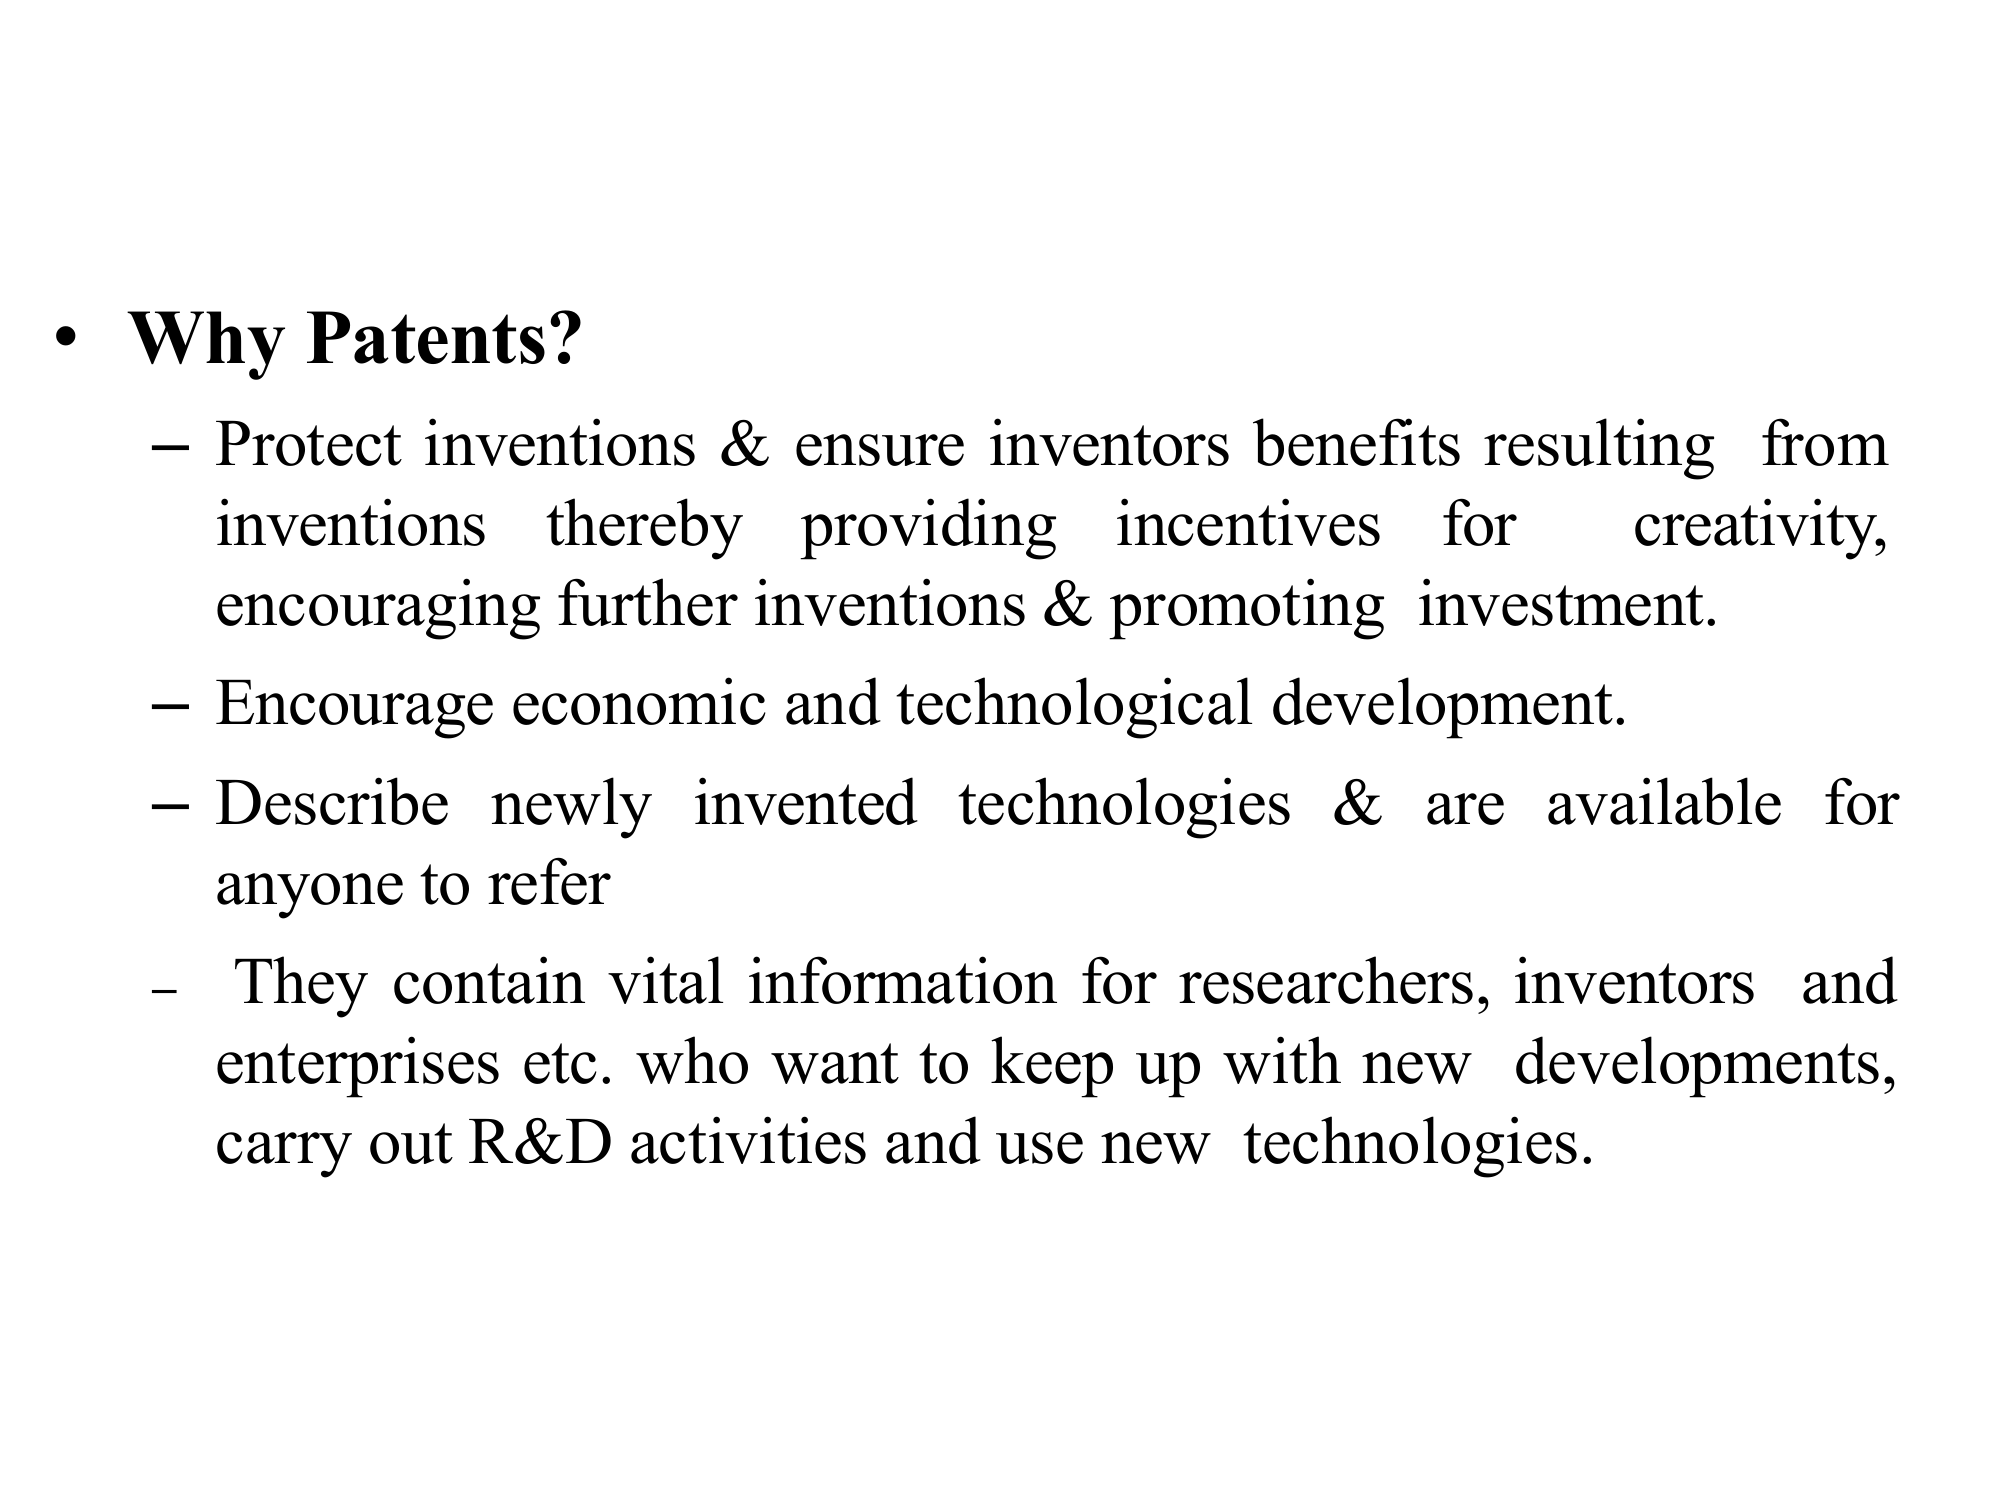 • Why Patents?
– Protect inventions & ensure inventors benefits resulting from
inventions thereby providing incentives for creativity,
encouraging further inventions & promoting investment.
– Encourage economic and technological development.
– Describe newly invented technologies & are available for
anyone to refer
– They contain vital information for researchers, inventors and
enterprises etc. who want to keep up with new developments,
carry out R&D activities and use new technologies.